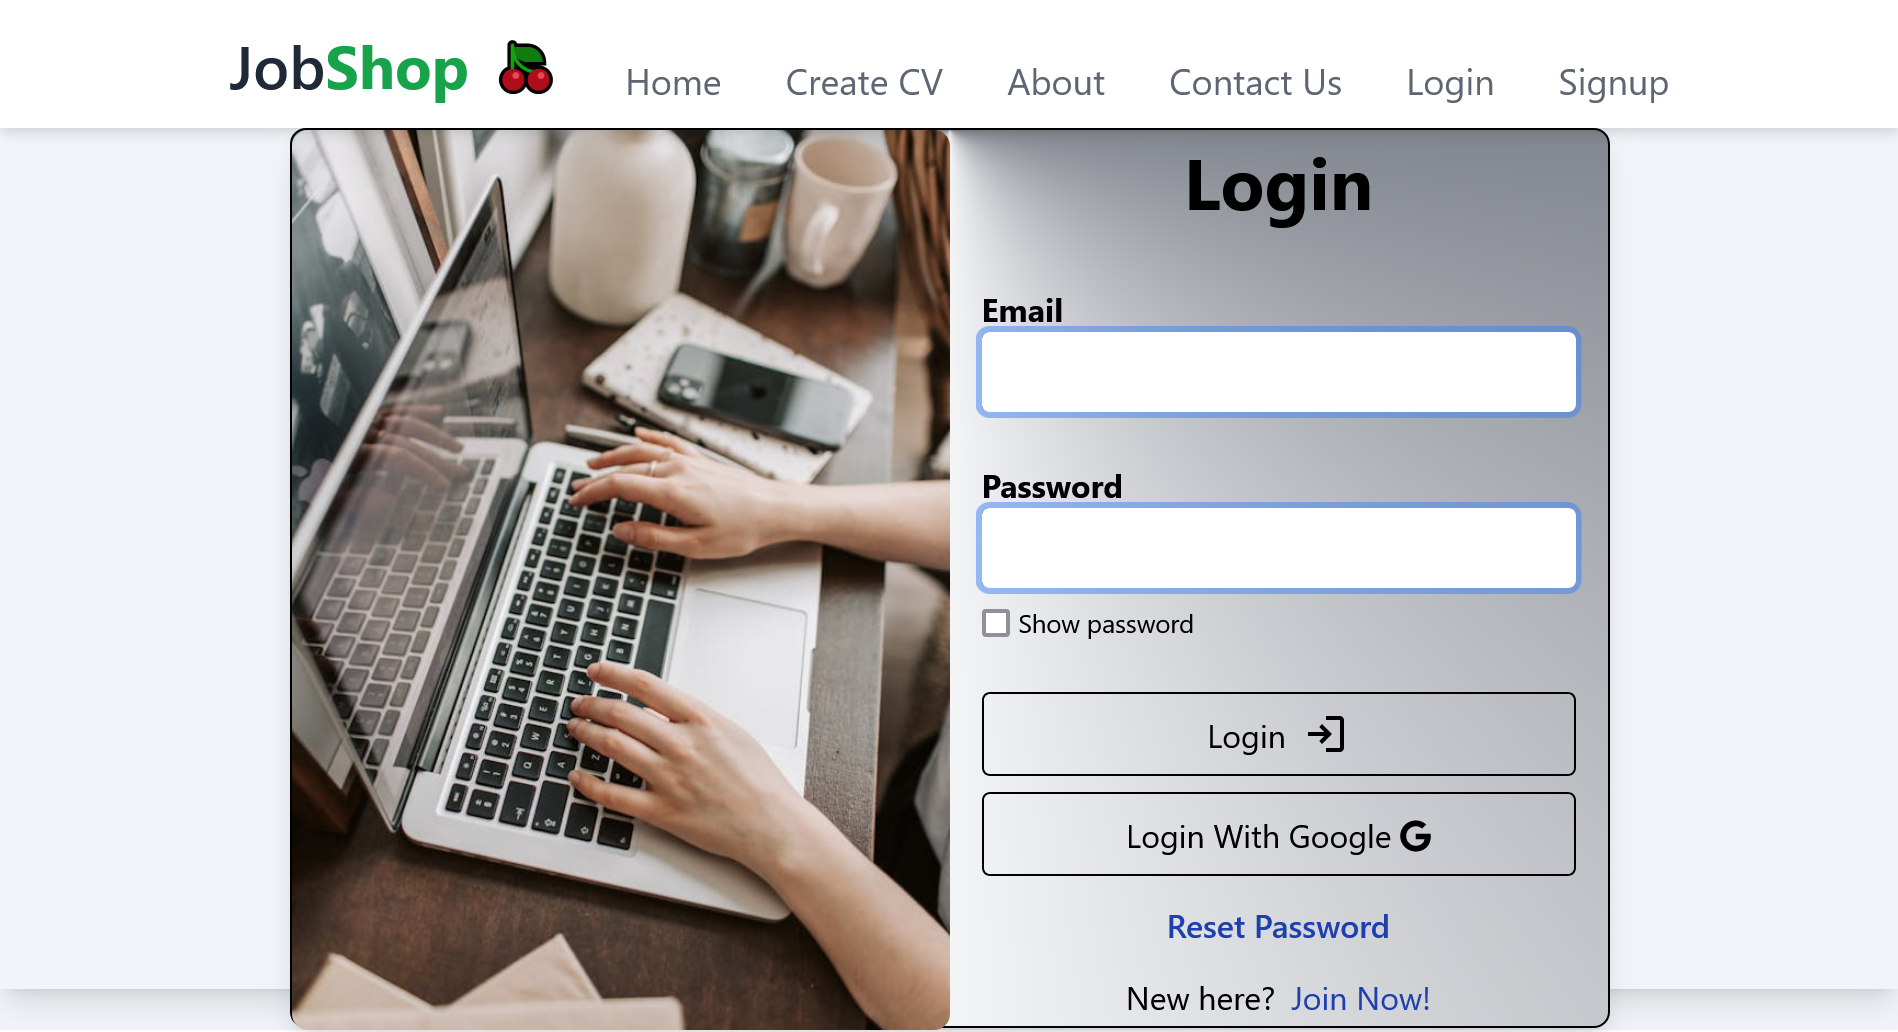 JobShop
Home Create CV About Contact Us Login Signup
Login
Email
Password
Show password
Login
Login With Google
Reset Password
New here? Join Now!